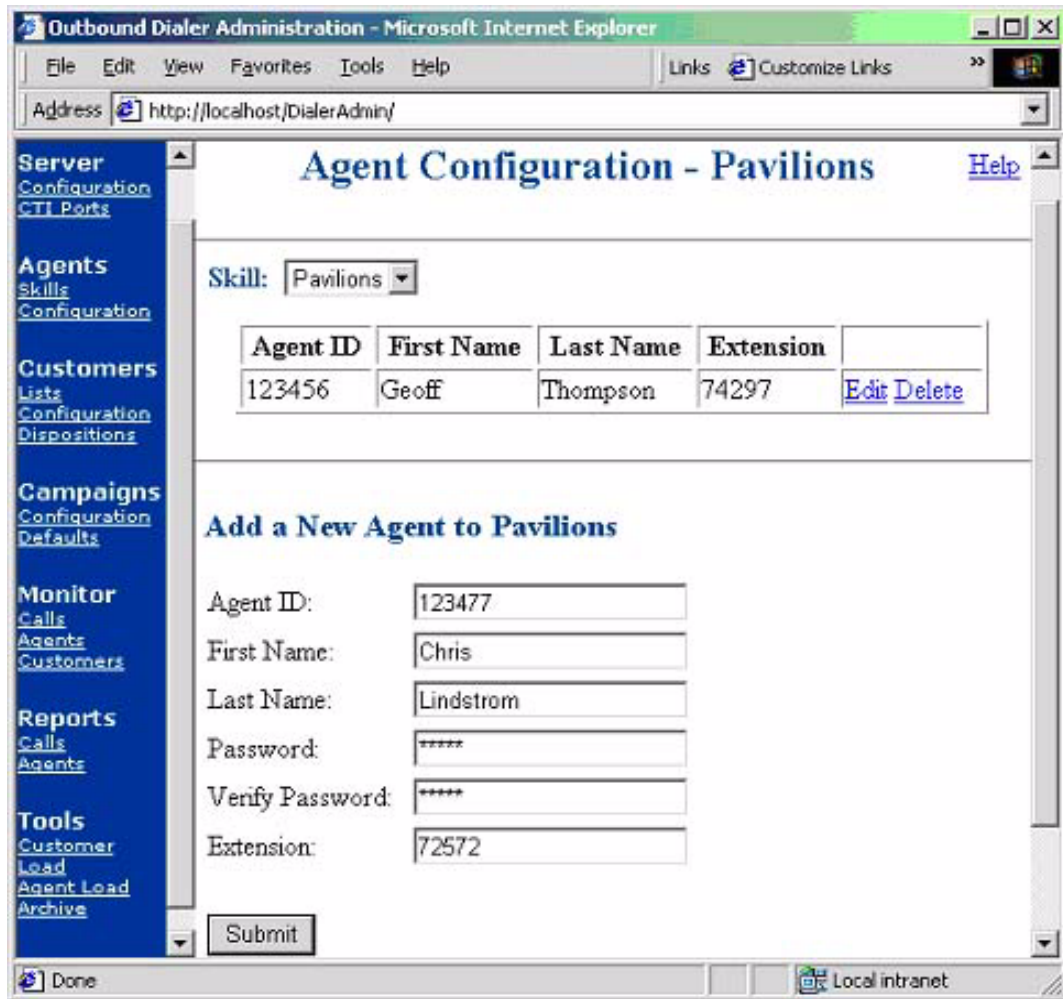 Outbound Dialer Administration - Microsoft Internet Explorer
File Edit View Favorites Tools Help Links Customize Links »
Address http://localhost/DialerAdmin/
Server
Configuration
CTI Ports
Agents
Skills
Configuration
Customers
Lists
Configuration
Dispositions
Campaigns
Configuration
Defaults
Monitor
Calls
Agents
Customers
Reports
Calls
Agents
Tools
Customer
Load
Agent Load
Archive
Agent Configuration - Pavilions Help
Skill: Pavilions
Agent ID First Name Last Name Extension
123456 Geoff Thompson 74297 Edit Delete
Add a New Agent to Pavilions
Agent ID: 123477
First Name: Chris
Last Name: Lindstrom
Password: *****
Verify Password: *****
Extension: 72572
Submit
Done Local intranet